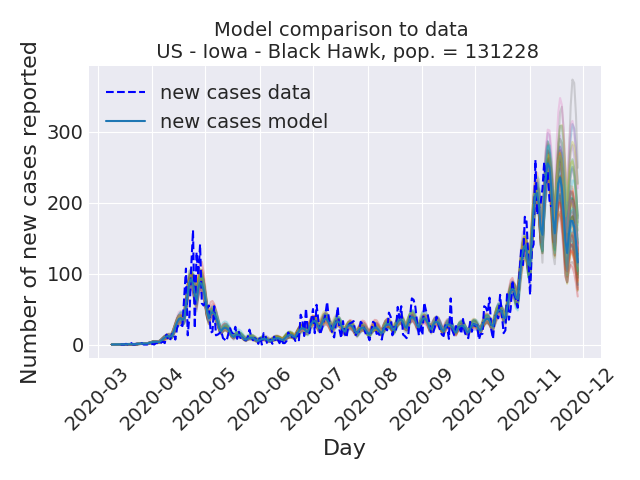 Model comparison to data
US - Iowa - Black Hawk, pop. = 131228
Number of new cases reported
300
200
100
0
new cases data
new cases model
2020-03
2020-04
2020-05
2020-06
2020-07
2020-08
2020-09
2020-10
2020-11
2020-12
Day